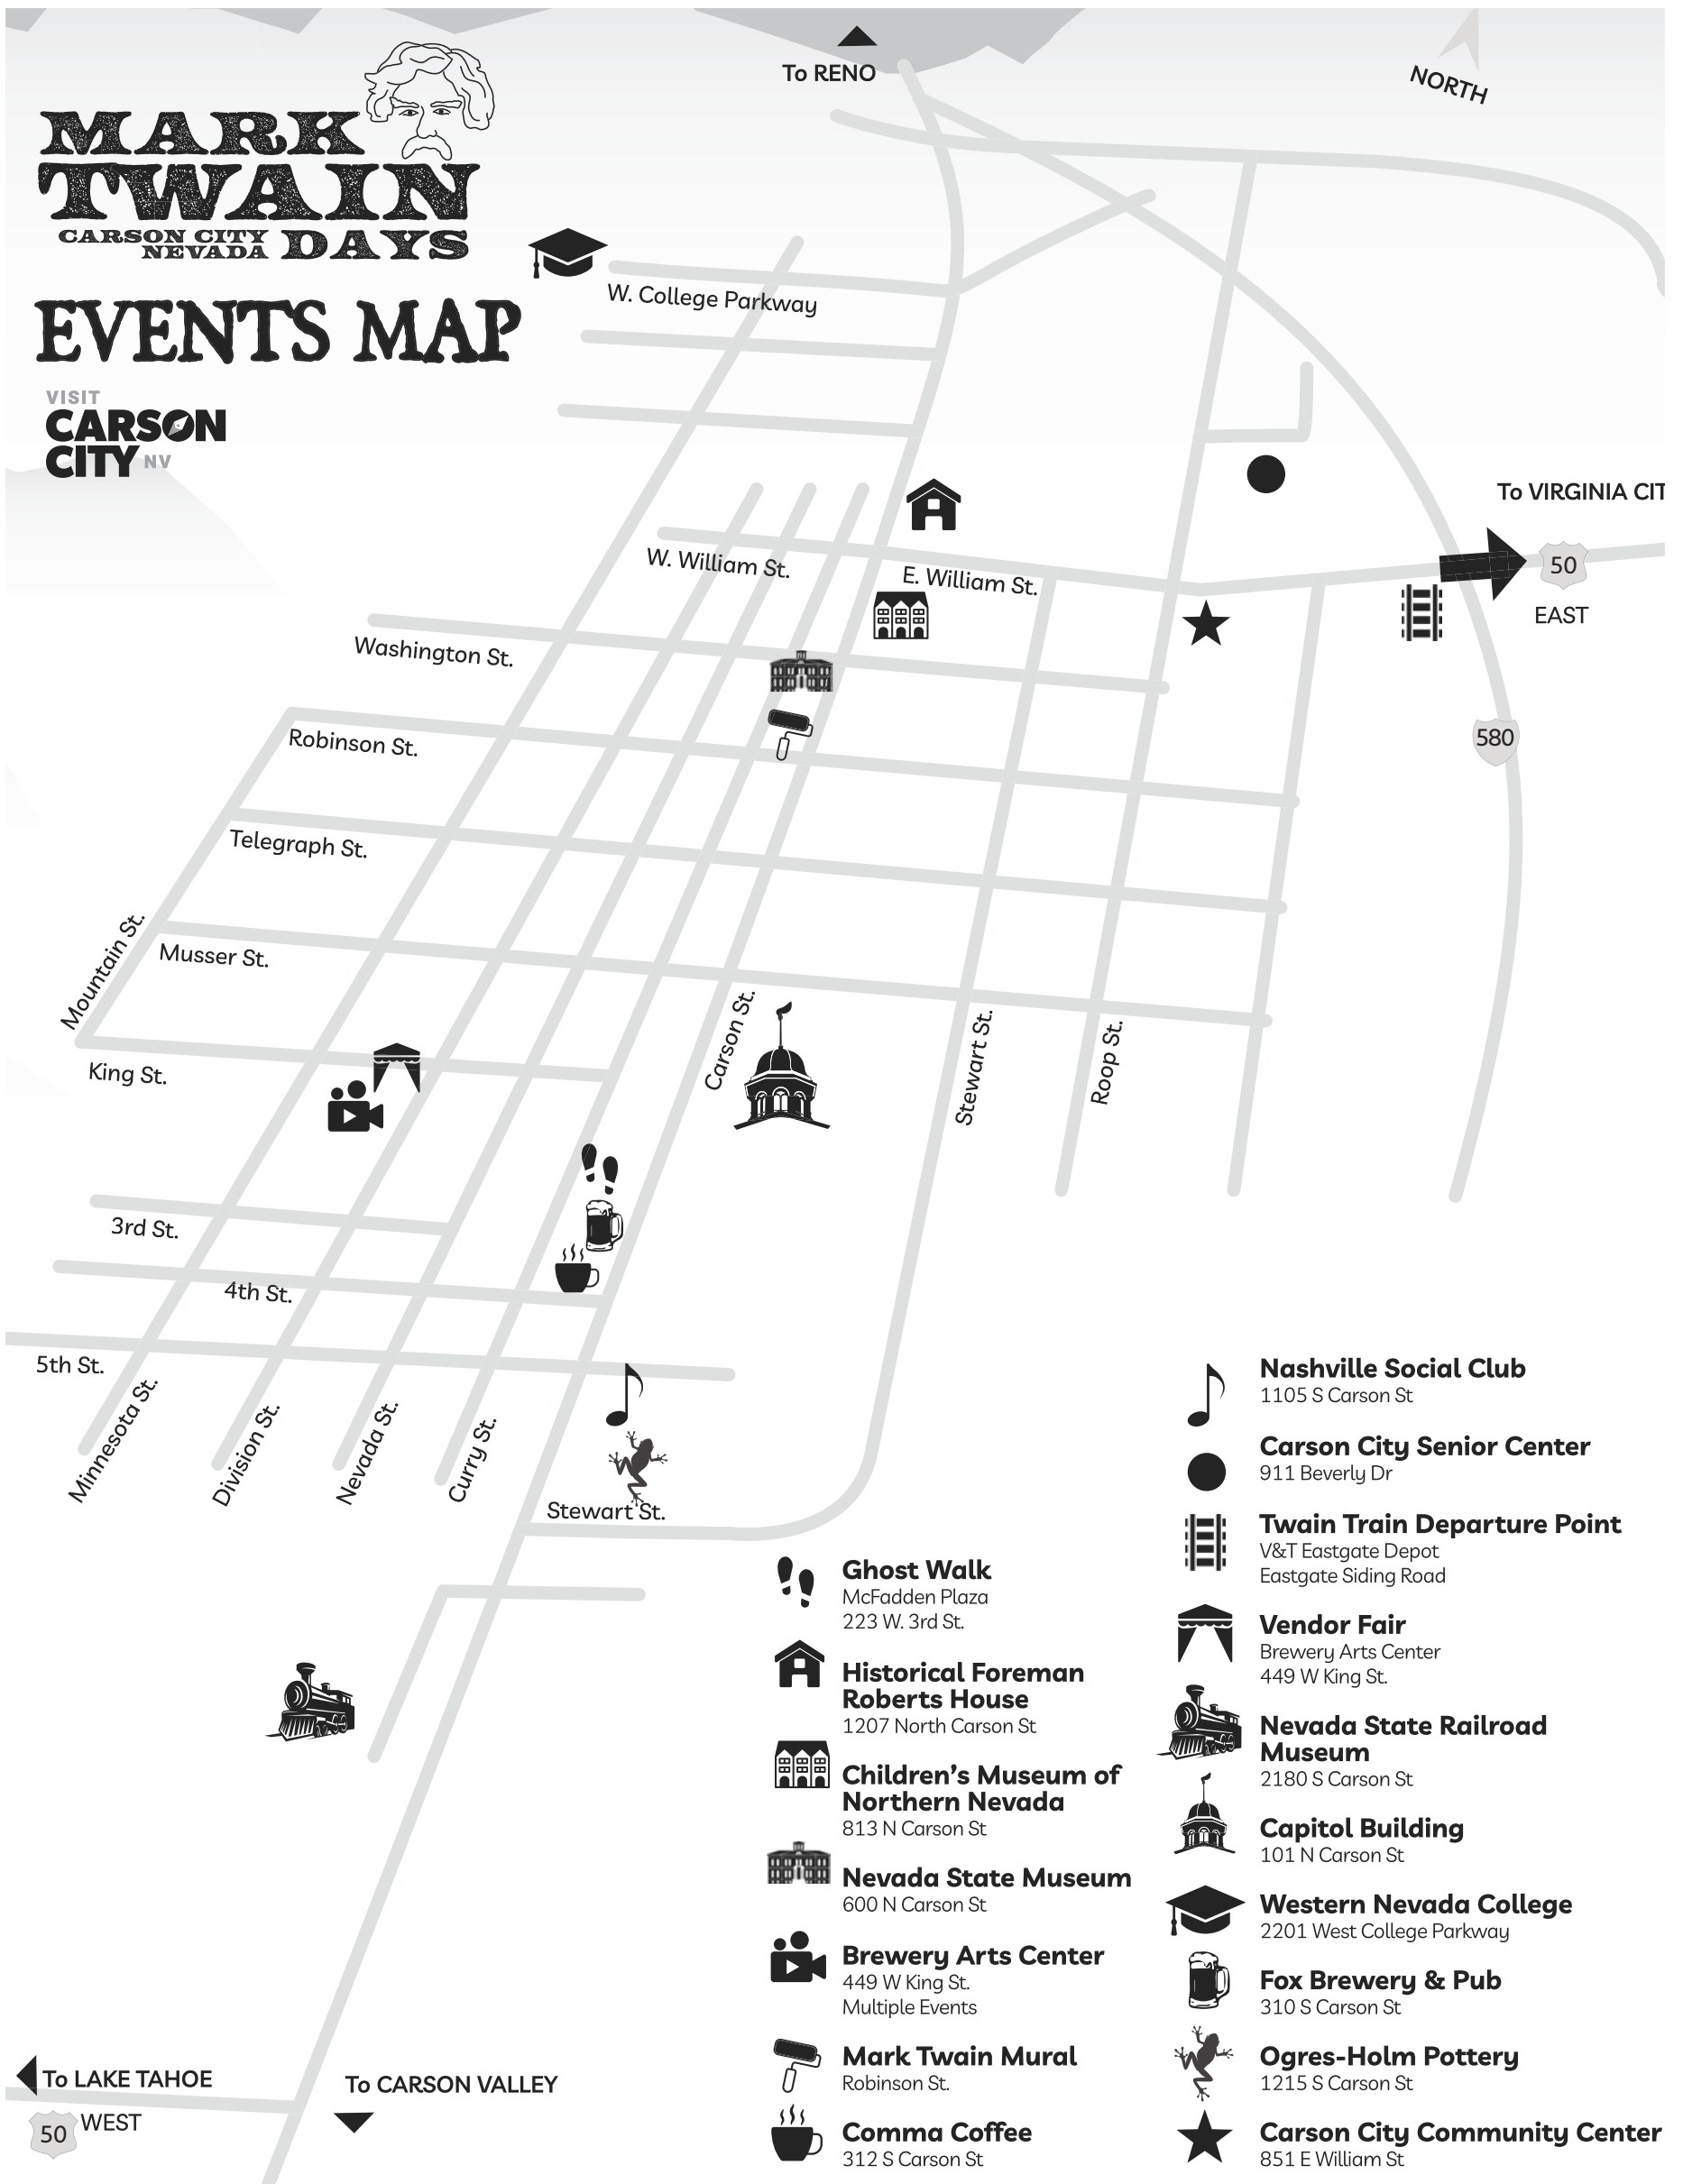 To RENO
NORTH
MARK
TWAIN
CARSON CITY
NEVADA
DAYS
EVENTS MAP
VISIT
CARSON
CITY NV
W. College Parkway
To VIRGINIA CIT
50
EAST
W. William St.
E. William St.
Washington St.
580
Robinson St.
Telegraph St.
Mountain St.
Musser St.
King St.
Carson St.
Stewart St.
Roop St.
3rd St.
4th St.
5th St.
Minnesota St.
Division St.
Nevada St.
Curry St.
Stewart St.
To LAKE TAHOE
50
WEST
To CARSON VALLEY
Ghost Walk
McFadden Plaza
223 W. 3rd St.
Historical Foreman
Roberts House
1207 North Carson St
Children's Museum of
Northern Nevada
813 N Carson St
Nevada State Museum
600 N Carson St
Brewery Arts Center
449 W King St.
Multiple Events
Mark Twain Mural
Robinson St.
Comma Coffee
312 S Carson St
Nashville Social Club
1105 S Carson St
Carson City Senior Center
911 Beverly Dr
Twain Train Departure Point
V&T Eastgate Depot
Eastgate Siding Road
Vendor Fair
Brewery Arts Center
449 W King St.
Nevada State Railroad
Museum
2180 S Carson St
Capitol Building
101 N Carson St
Western Nevada College
2201 West College Parkway
Fox Brewery & Pub
310 S Carson St
Ogres-Holm Pottery
1215 S Carson St
Carson City Community Center
851 E William St